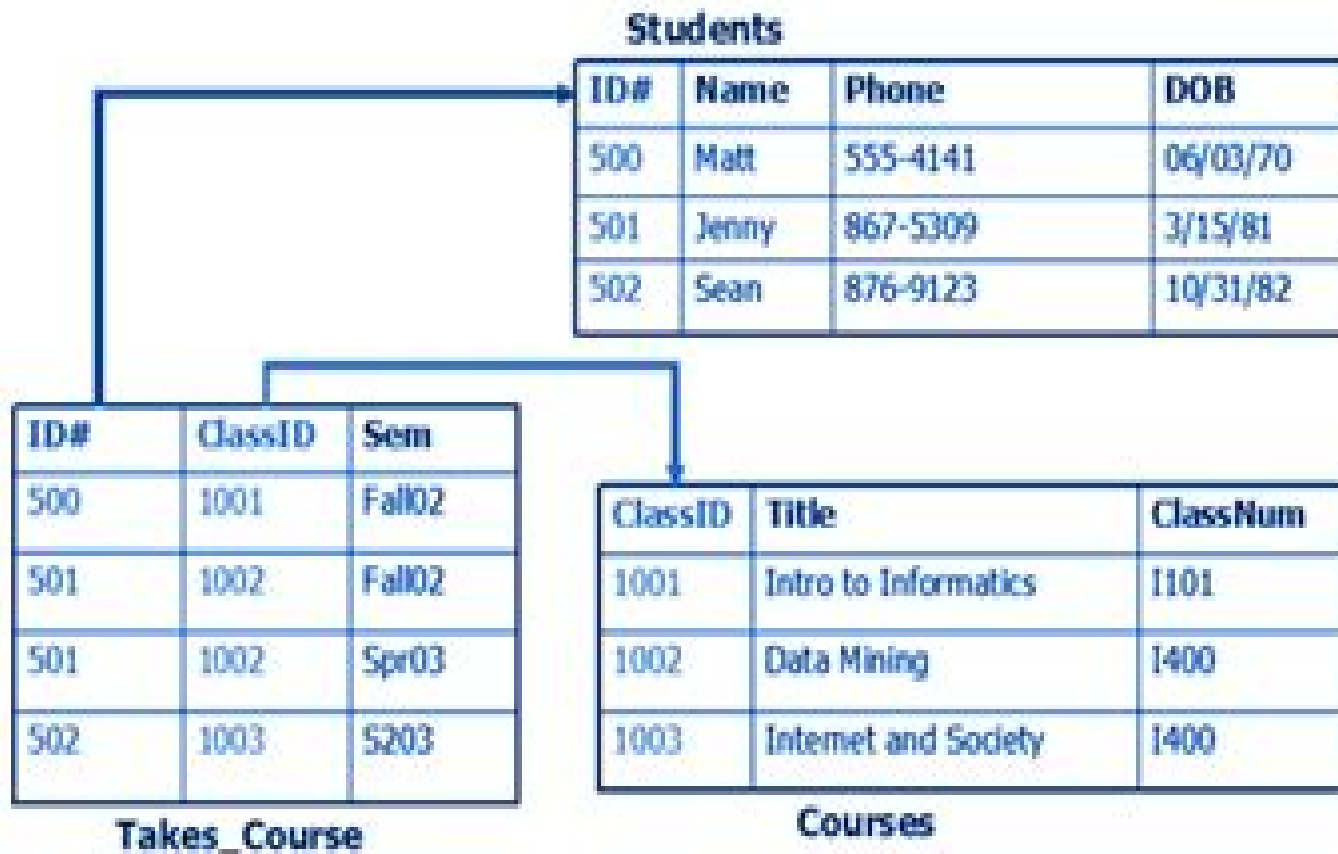 Students
ID# Name Phone DOB
500 Matt 555-4141 06/03/70
501 Jenny 867-5309 3/15/81
502 Sean 876-9123 10/31/82
ID# ClassID Sem
500 1001 Fall02
501 1002 Fall02
501 1002 Spr03
502 1003 S203
Takes_Course
ClassID Title ClassNum
1001 Intro to Informatics I101
1002 Data Mining I400
1003 Internet and Society I400
Courses